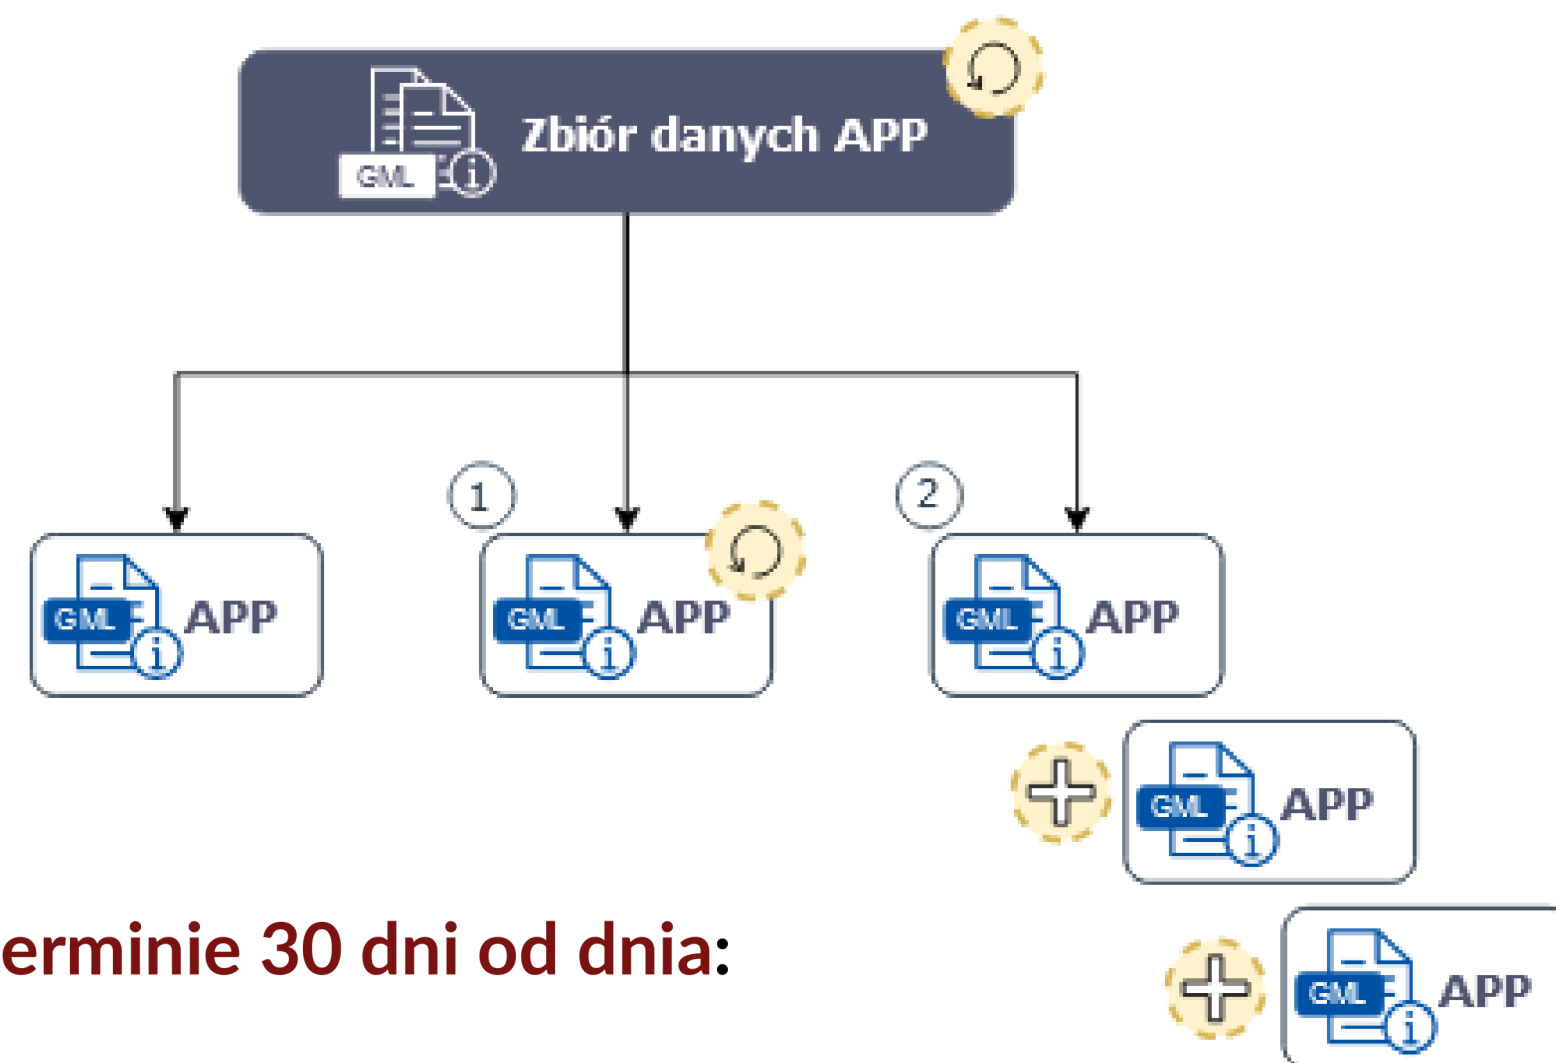 Zbiór danych APP
GML
1
2
GML APP
GML APP
GML APP
GML APP
erminie 30 dni od dnia:
GML APP